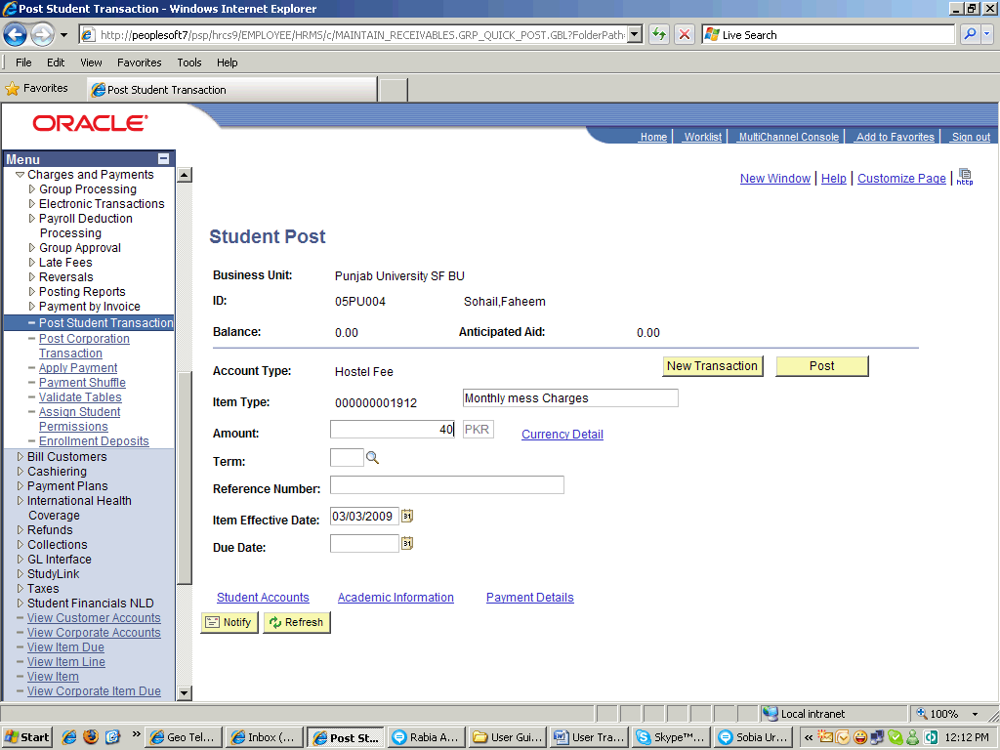 Post Student Transaction - Windows Internet Explorer
http://peoplesoft7/psp/hrcs9/EMPLOYEE/HRMS/c/MAINTAIN_RECEIVABLES.GRP_QUICK_POST.GBL?FolderPath=
Live Search
File Edit View Favorites Tools Help
Favorites
Post Student Transaction
ORACLE
Home Worklist MultiChannel Console Add to Favorites Sign out
New Window | Help | Customize Page | http
Menu
Charges and Payments
Group Processing
Electronic Transactions
Payroll Deduction
Processing
Group Approval
Late Fees
Reversals
Posting Reports
Payment by Invoice
Post Student Transaction
Post Corporation
Transaction
Apply Payment
Payment Shuffle
Validate Tables
Assign Student
Permissions
Enrollment Deposits
Bill Customers
Cashiering
Payment Plans
International Health
Coverage
Refunds
Collections
GL Interface
StudyLink
Taxes
Student Financials NLD
View Customer Accounts
View Corporate Accounts
View Item Due
View Item Line
View Item
View Corporate Item Due
Student Post
Business Unit: Punjab University SF BU
ID: 05PU004 Sohail,Faheem
Balance: 0.00 Anticipated Aid: 0.00
Account Type: Hostel Fee New Transaction Post
Item Type: 000000001912 Monthly mess Charges
Amount: 40 PKR Currency Detail
Term:
Reference Number:
Item Effective Date: 03/03/2009 31
Due Date: 31
Student Accounts Academic Information Payment Details
Notify Refresh
Local intranet 100%
Start Geo Tel... Inbox (... Post St... Rabia A... User Gui... User Tra... Skype™... Sobia Ur... 12:12 PM